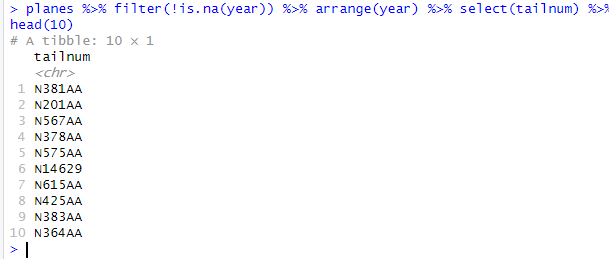 > planes %>% filter(!is.na(year)) %>% arrange(year) %>% select(tailnum) %>%
head(10)
# A tibble: 10 × 1
tailnum
<chr>
1 N381AA
2 N201AA
3 N567AA
4 N378AA
5 N575AA
6 N14629
7 N615AA
8 N425AA
9 N383AA
10 N364AA
>